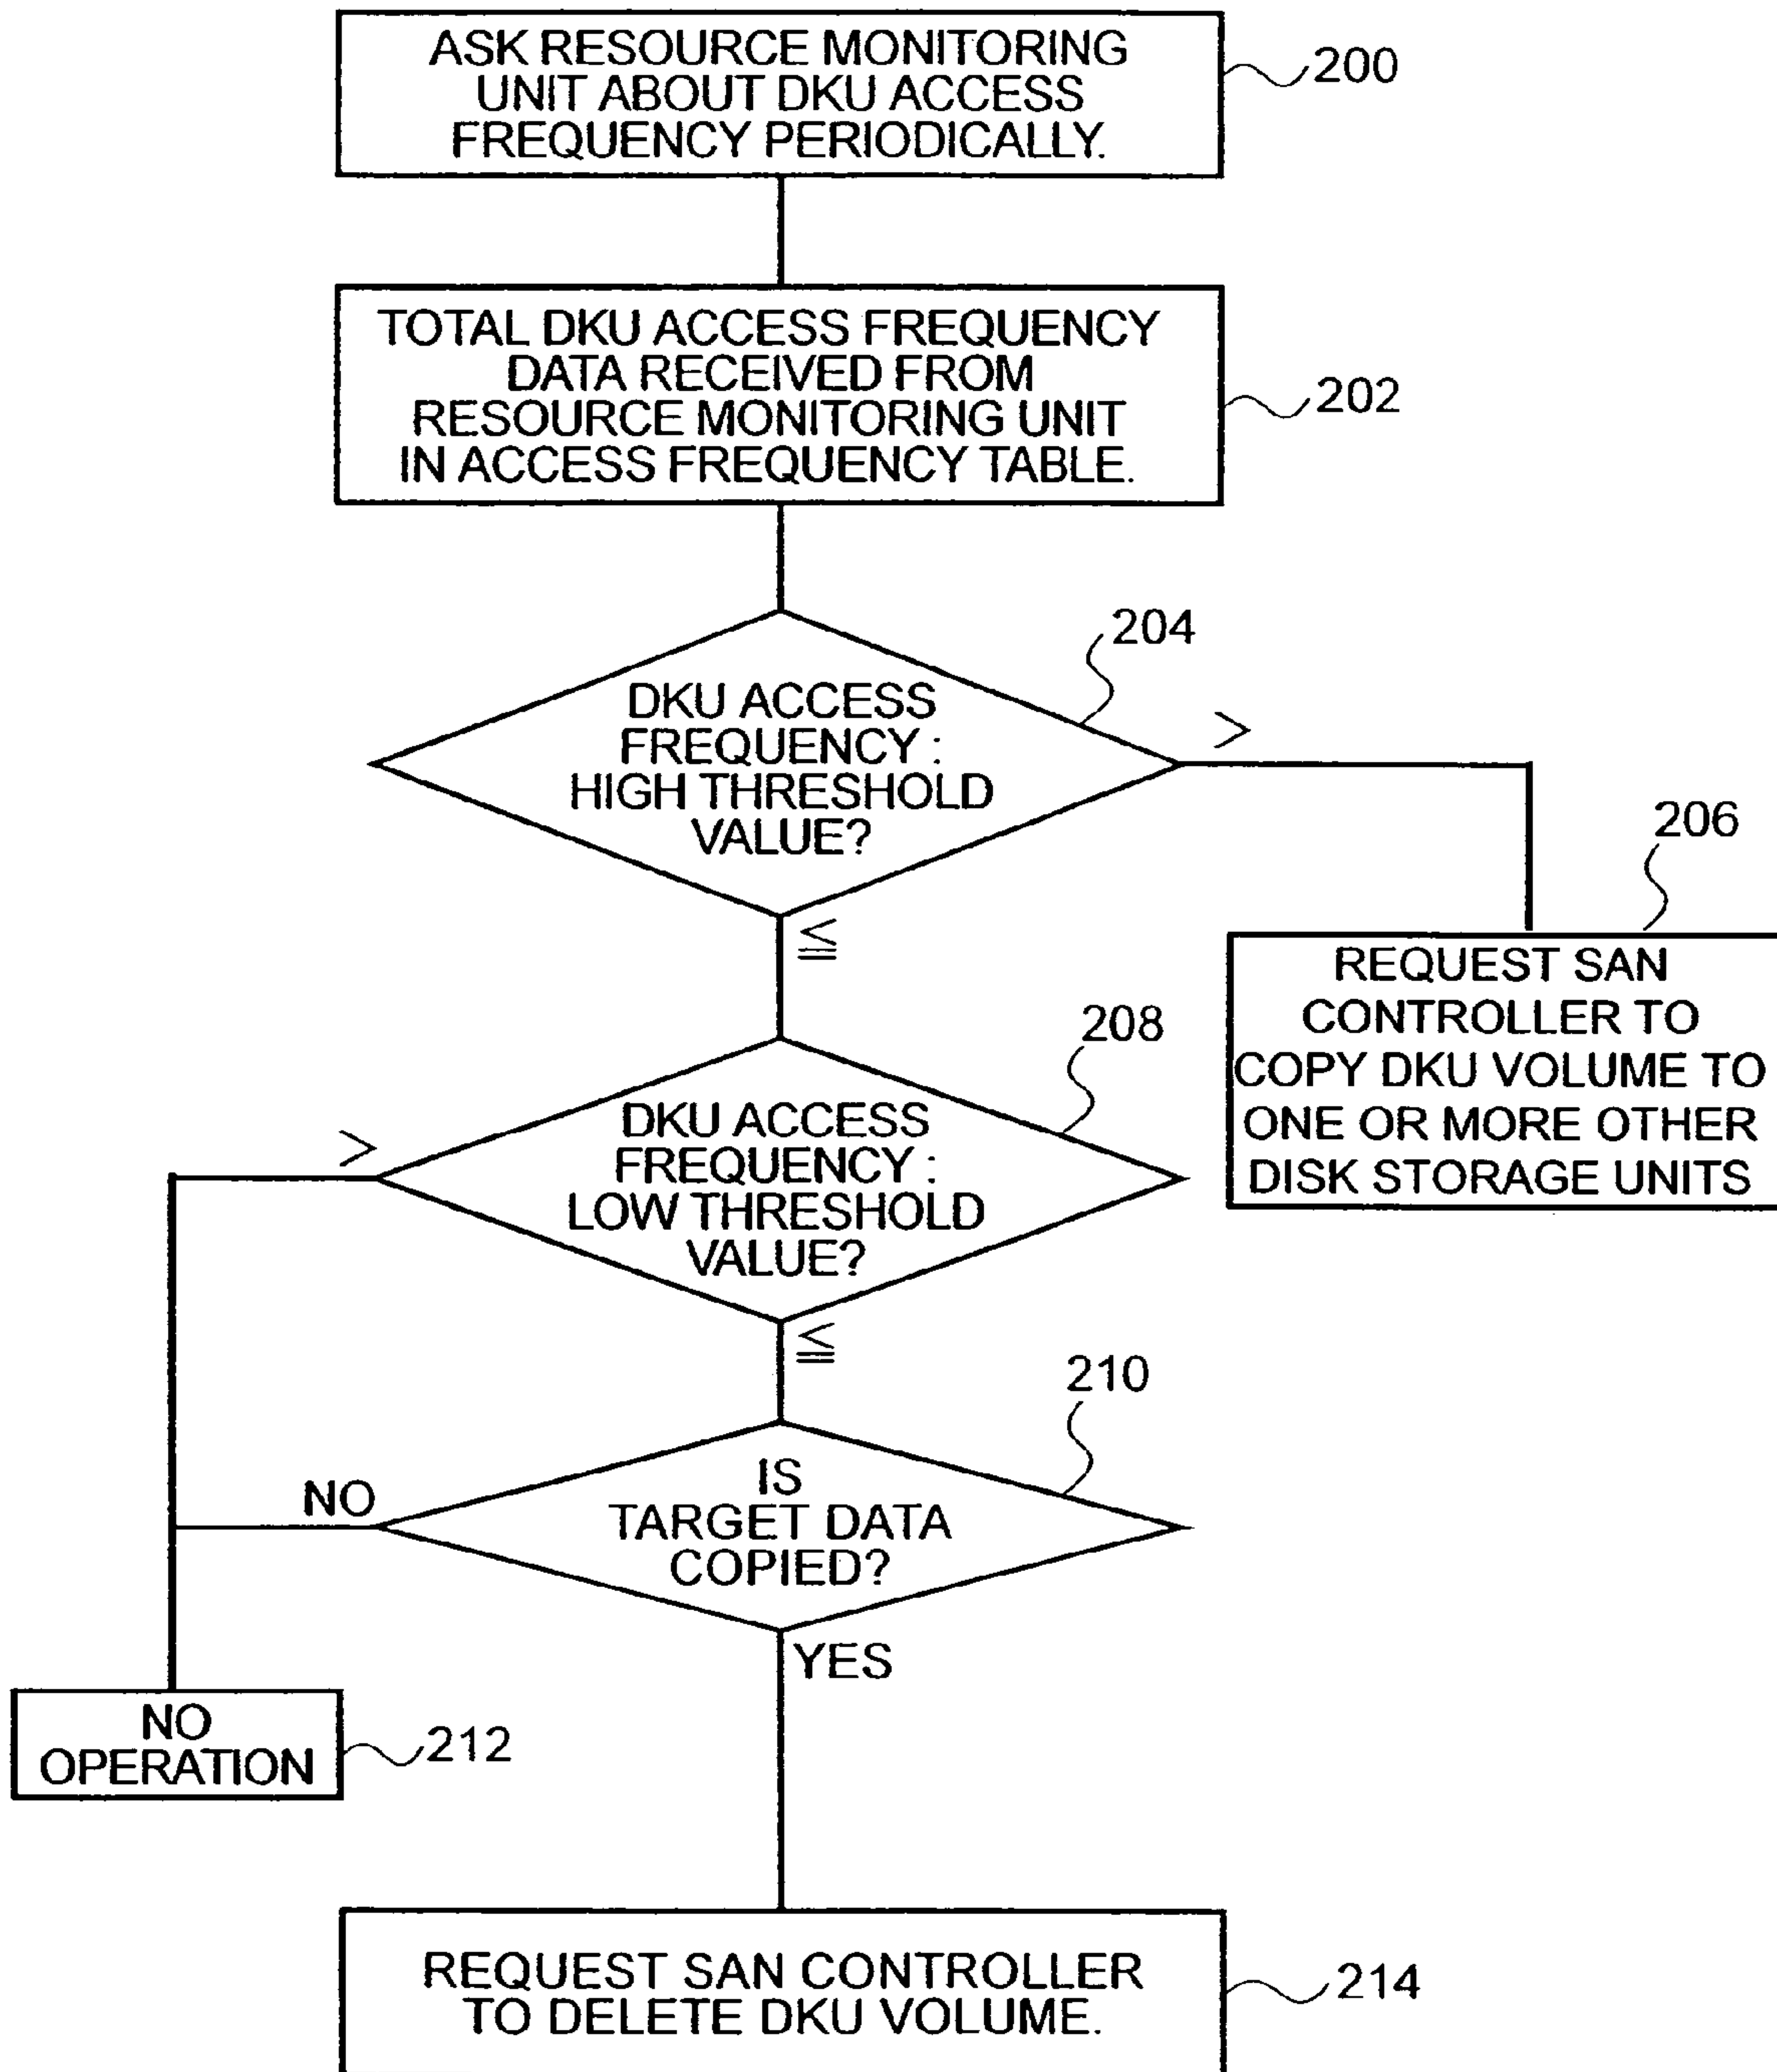 ASK RESOURCE MONITORING
UNIT ABOUT DKU ACCESS
FREQUENCY PERIODICALLY.
200
TOTAL DKU ACCESS FREQUENCY
DATA RECEIVED FROM
RESOURCE MONITORING UNIT
IN ACCESS FREQUENCY TABLE.
202
204
DKU ACCESS
FREQUENCY :
HIGH THRESHOLD
VALUE?
>
≦
206
REQUEST SAN
CONTROLLER TO
COPY DKU VOLUME TO
ONE OR MORE OTHER
DISK STORAGE UNITS
208
DKU ACCESS
FREQUENCY :
LOW THRESHOLD
VALUE?
>
≦
210
IS
TARGET DATA
COPIED?
NO
YES
NO
OPERATION
212
REQUEST SAN CONTROLLER
TO DELETE DKU VOLUME.
214